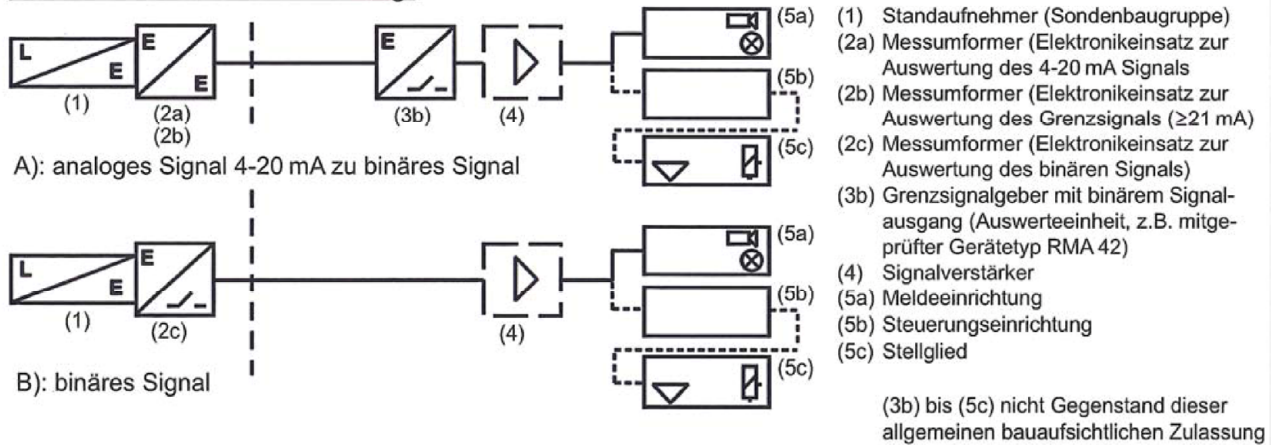 L
E
E
E
E
(1)
(2a)
(2b)
(3b)
(4)
(5a)
(5b)
(5c)
A): analoges Signal 4-20 mA zu binäres Signal
L
E
E
(1)
(2c)
(4)
(5a)
(5b)
(5c)
B): binäres Signal
(1) Standaufnehmer (Sondenbaugruppe)
(2a) Messumformer (Elektronikeinsatz zur
Auswertung des 4-20 mA Signals
(2b) Messumformer (Elektronikeinsatz zur
Auswertung des Grenzsignals (≥21 mA)
(2c) Messumformer (Elektronikeinsatz zur
Auswertung des binären Signals)
(3b) Grenzsignalgeber mit binärem Signal-
ausgang (Auswerteeinheit, z.B. mitge-
prüfter Gerätetyp RMA 42)
(4) Signalverstärker
(5a) Meldeeinrichtung
(5b) Steuerungseinrichtung
(5c) Stellglied
(3b) bis (5c) nicht Gegenstand dieser
allgemeinen bauaufsichtlichen Zulassung